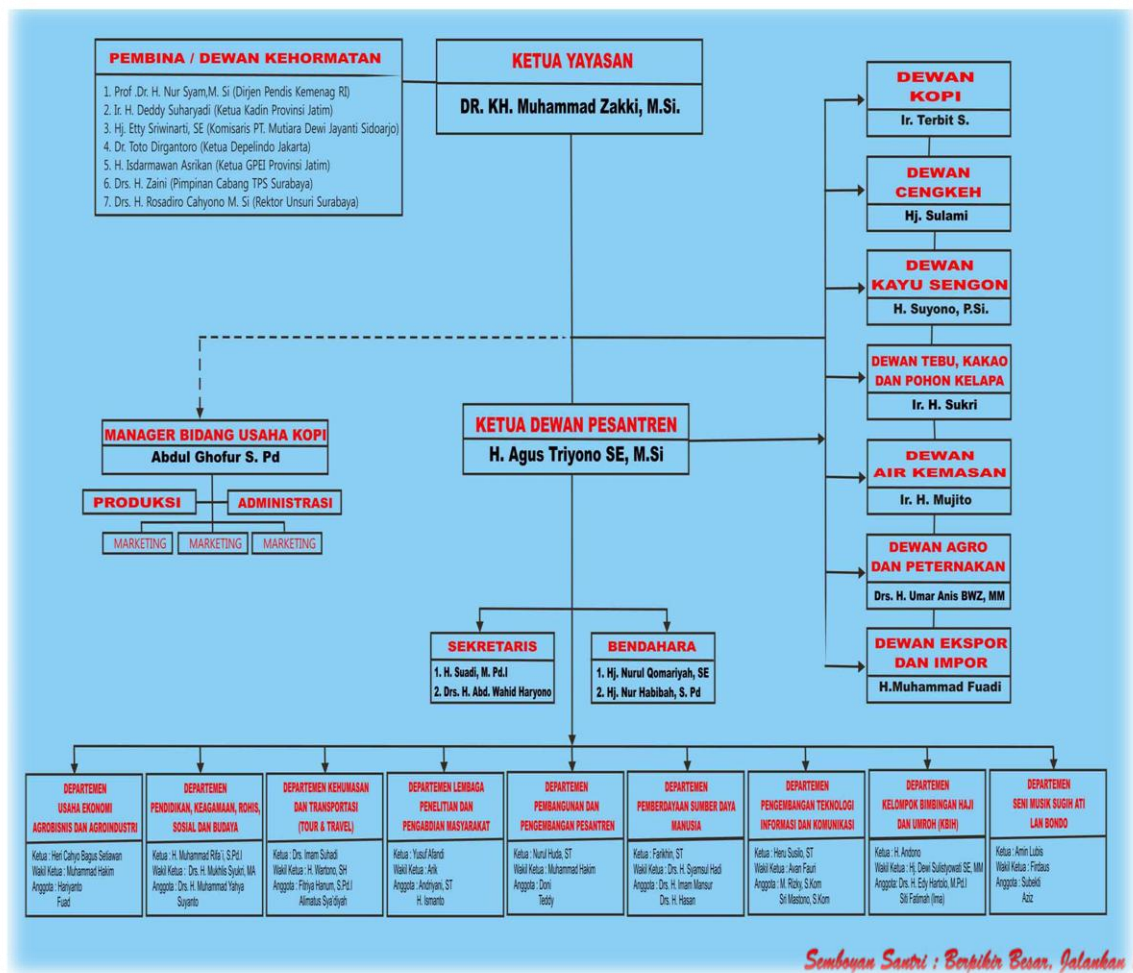 PEMBINA / DEWAN KEHORMATAN
1. Prof .Dr. H. Nur Syam,M. Si (Dirjen Pendis Kemenag RI)
2. Ir. H. Deddy Suharyadi (Ketua Kadin Provinsi Jatim)
3. Hj. Etty Sriwinarti, SE (Komisaris PT. Mutiara Dewi Jayanti Sidoarjo)
4. Dr. Toto Dirgantoro (Ketua Depelindo Jakarta)
5. H. Isdarmawan Asrikan (Ketua GPEI Provinsi Jatim)
6. Drs. H. Zaini (Pimpinan Cabang TPS Surabaya)
7. Drs. H. Rosadiro Cahyono M. Si (Rektor Unsuri Surabaya)
KETUA YAYASAN
DR. KH. Muhammad Zakki, M.Si.
DEWAN
KOPI
Ir. Terbit S.
DEWAN
CENGKEH
Hj. Sulami
DEWAN
KAYU SENGON
H. Suyono, P.Si.
DEWAN TEBU, KAKAO
DAN POHON KELAPA
Ir. H. Sukri
DEWAN
AIR KEMASAN
Ir. H. Mujito
DEWAN AGRO
DAN PETERNAKAN
Drs. H. Umar Anis BWZ, MM
DEWAN EKSPOR
DAN IMPOR
H.Muhammad Fuadi
MANAGER BIDANG USAHA KOPI
Abdul Ghofur S. Pd
PRODUKSI
ADMINISTRASI
MARKETING
MARKETING
MARKETING
KETUA DEWAN PESANTREN
H. Agus Triyono SE, M.Si
SEKRETARIS
1. H. Suadi, M. Pd.I
2. Drs. H. Abd. Wahid Haryono
BENDAHARA
1. Hj. Nurul Qomariyah, SE
2. Hj. Nur Habibah, S. Pd
DEPARTEMEN
USAHA EKONOMI
AGROBISNIS DAN AGROINDUSTRI
Ketua : Heri Cahyo Bagus Setiawan
Wakil Ketua : Muhammad Hakim
Anggota : Hariyanto
Fuad
DEPARTEMEN
PENDIDIKAN, KEAGAMAAN, ROHIS,
SOSIAL DAN BUDAYA
Ketua : H. Muhammad Rifa`i, S.Pd.I
Wakil Ketua : Drs. H. Mukhlis Syukri, MA
Anggota : Drs. H. Muhammad Yahya
Suyanto
DEPARTEMEN KEHUMASAN
DAN TRANSPORTASI
(TOUR & TRAVEL)
Ketua : Drs. Imam Suhadi
Wakil Ketua : H. Wartono, SH
Anggota : Fitriya Hanum, S.Pd.I
Alimatus Sya'diyah
DEPARTEMEN LEMBAGA
PENELITIAN DAN
PENGABDIAN MASYARAKAT
Ketua : Yusuf Afandi
Wakil Ketua : Arik
Anggota : Andriyani, ST
H. Ismanto
DEPARTEMEN
PEMBANGUNAN DAN
PENGEMBANGAN PESANTREN
Ketua : Nurul Huda, ST
Wakil Ketua : Muhammad Hakim
Anggota : Doni
Teddy
DEPARTEMEN
PEMBERDAYAAN SUMBER DAYA
MANUSIA
Ketua : Farikhin, ST
Wakil Ketua : Drs. H. Syamsul Hadi
Anggota : Drs. H. Imam Mansur
Drs. H. Hasan
DEPARTEMEN
PENGEMBANGAN TEKNOLOGI
INFORMASI DAN KOMUNIKASI
Ketua : Heru Susilo, ST
Wakil Ketua : Avan Fauri
Anggota : M. Rizky, S.Kom
Sri Mastono, S.Kom
DEPARTEMEN
KELOMPOK BIMBINGAN HAJI
DAN UMROH (KBIH)
Ketua : H. Andono
Wakil Ketua : Hj. Dewi Sulistyowati SE, MM
Anggota : Drs. H. Edy Hartolo, M.Pd.I
Siti Fatimah (Ima)
DEPARTEMEN
SENI MUSIK SUGIH ATI
LAN BONDO
Ketua : Amin Lubis
Wakil Ketua : Firdaus
Anggota : Subekti
Aziz
Semboyan Santri : Berpikir Besar, Jalankan